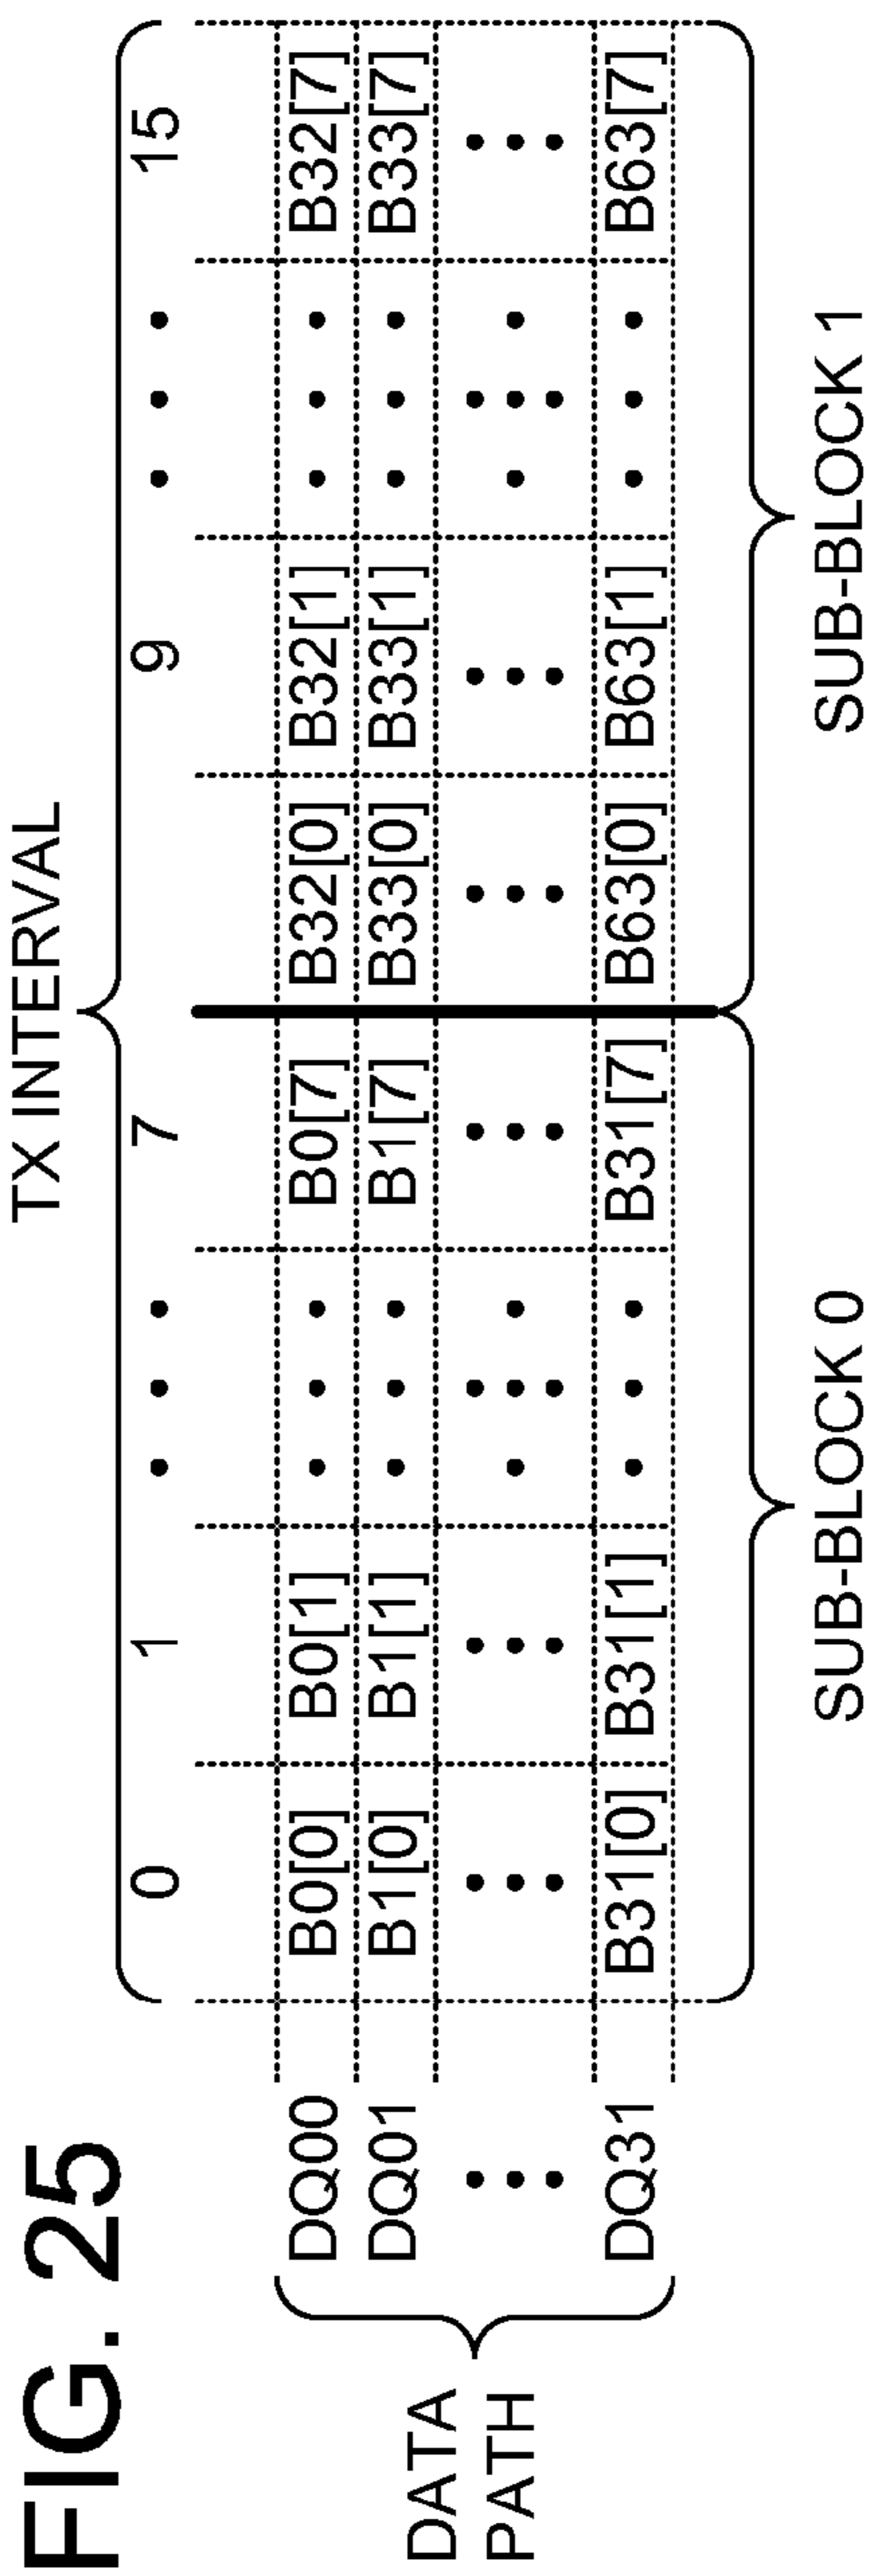 FIG. 25
TX INTERVAL
0 1 • • • 7 9 • • • 15
DATA PATH
DQ00 B0[0] B0[1] • • • B0[7] B32[0] B32[1] • • • B32[7]
DQ01 B1[0] B1[1] • • • B1[7] B33[0] B33[1] • • • B33[7]
DQ31 B31[0] B31[1] • • • B31[7] B63[0] B63[1] • • • B63[7]
SUB-BLOCK 0 SUB-BLOCK 1